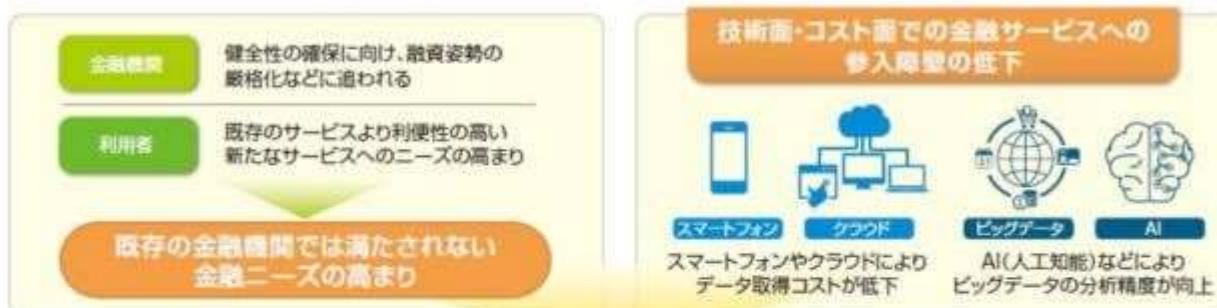 金融機関
健全性の確保に向け、融資姿勢の
厳格化などに追われる
利用者
既存のサービスより利便性の高い
新たなサービスへのニーズの高まり
既存の金融機関では満たされない
金融ニーズの高まり
技術面・コスト面での金融サービスへの
参入障壁の低下
スマートフォン
クラウド
ビッグデータ
AI
スマートフォンやクラウドにより
データ取得コストが低下
AI(人工知能)などにより
ビッグデータの分析精度が向上